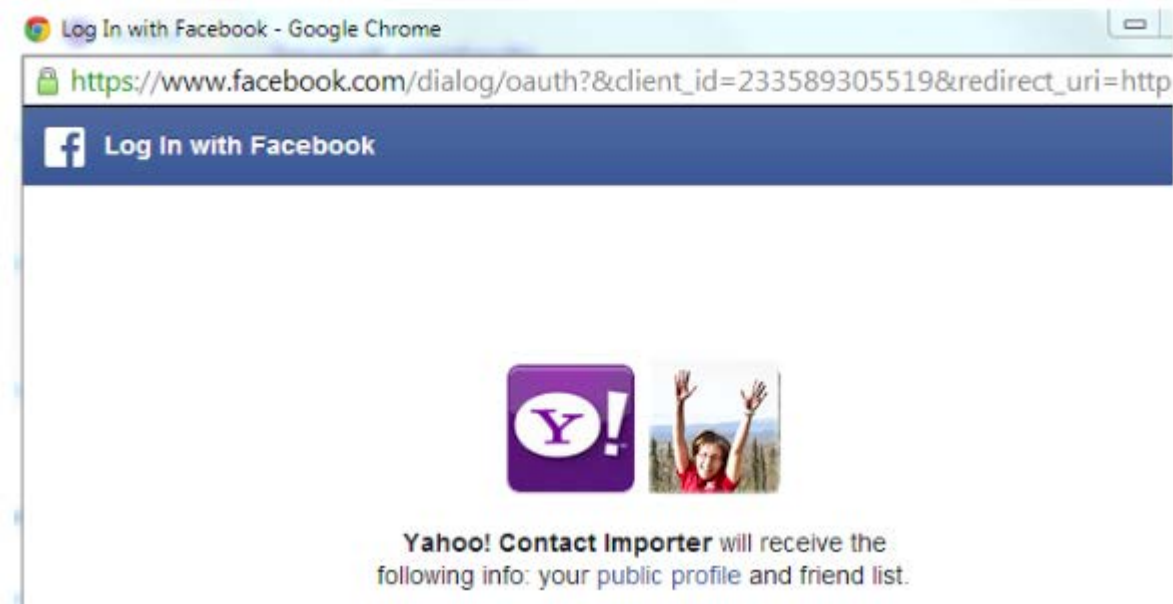 Log In with Facebook - Google Chrome
https://www.facebook.com/dialog/oauth?&client_id=233589305519&redirect_uri=http
f Log In with Facebook
Y!
Yahoo! Contact Importer will receive the
following info: your public profile and friend list.